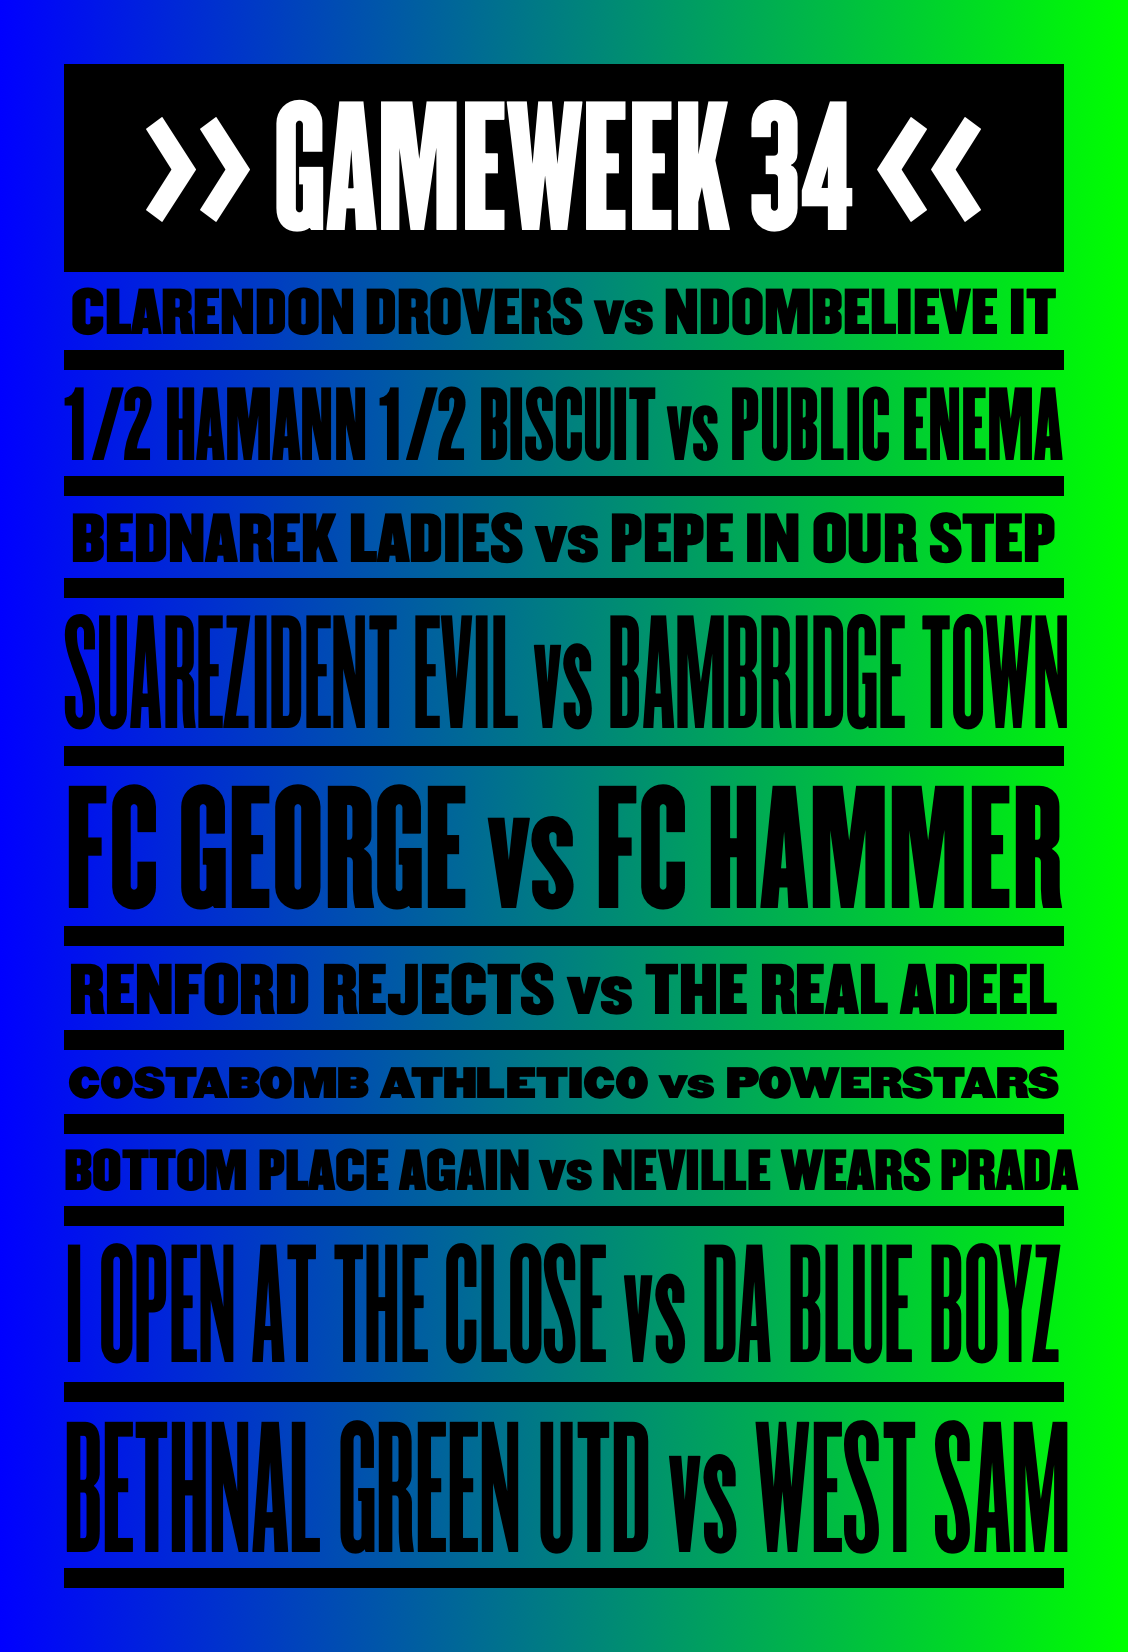 >> GAMEWEEK 34 <<
CLARENDON DROVERS vs NDOMBELIEVE IT
1/2 HAMANN 1/2 BISCUIT vs PUBLIC ENEMA
BEDNAREK LADIES vs PEPE IN OUR STEP
SUAREZIDENT EVIL vs BAMBRIDGE TOWN
FC GEORGE vs FC HAMMER
RENFORD REJECTS vs THE REAL ADEEL
COSTABOMB ATHLETICO vs POWERSTARS
BOTTOM PLACE AGAIN vs NEVILLE WEARS PRADA
I OPEN AT THE CLOSE vs DA BLUE BOYZ
BETHNAL GREEN UTD vs WEST SAM